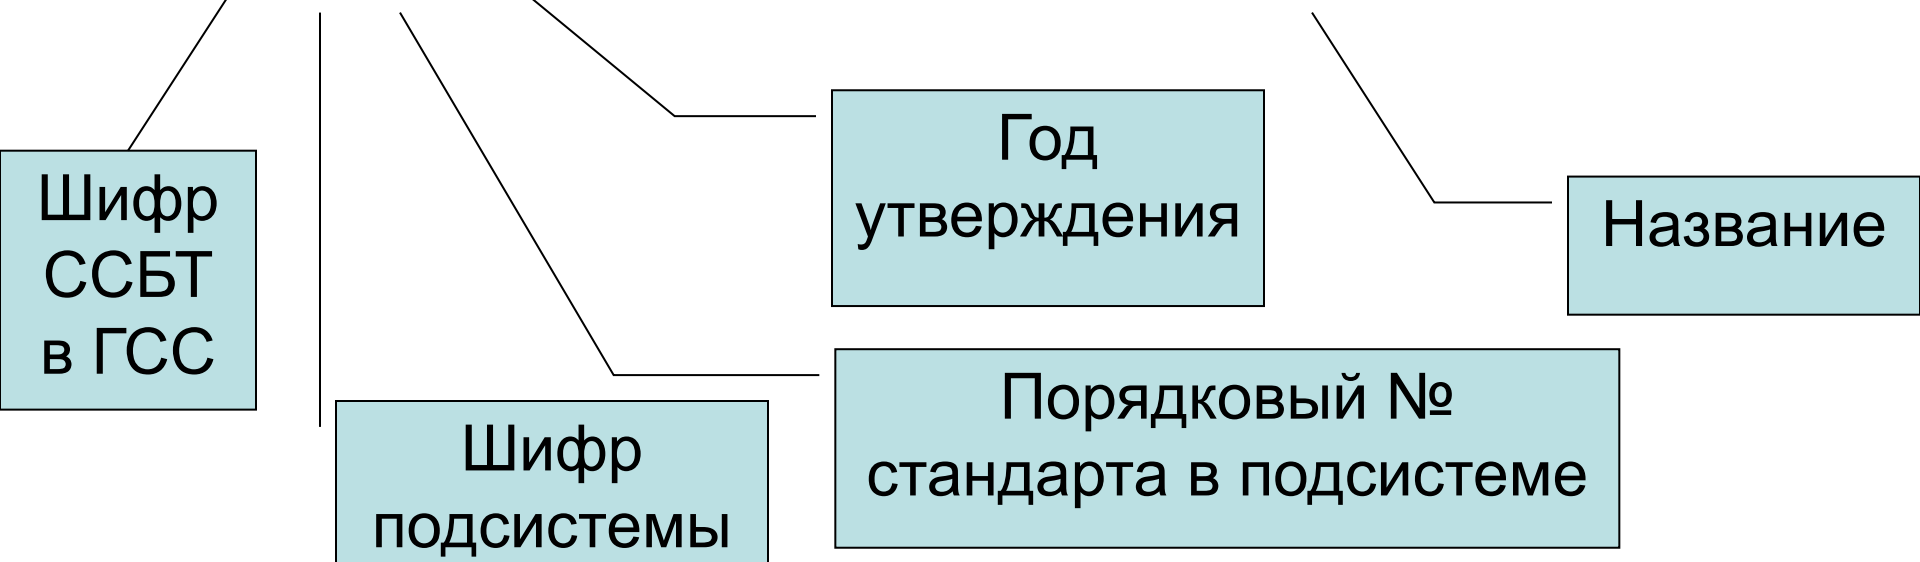 Шифр
ССБТ
в ГСС
Шифр
подсистемы
Год
утверждения
Порядковый №
стандарта в подсистеме
Название